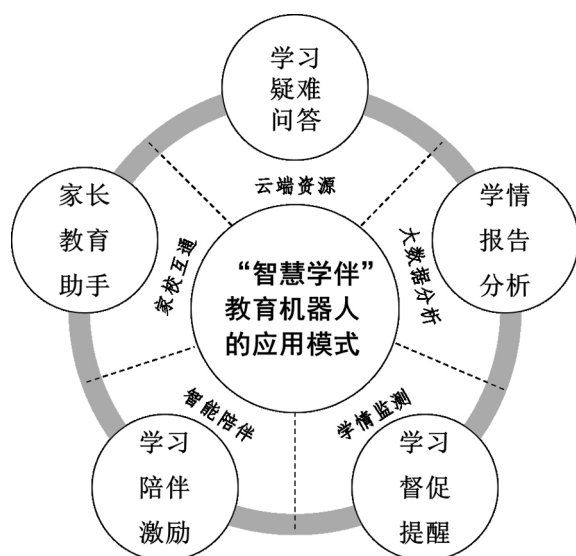 学习
疑难
问答
云端资源
家长
教育
助手
家校互通
“智慧学伴”
教育机器人
的应用模式
大数据分析
学情
报告
分析
智能陪伴
学情监测
学习
陪伴
激励
学习
督促
提醒